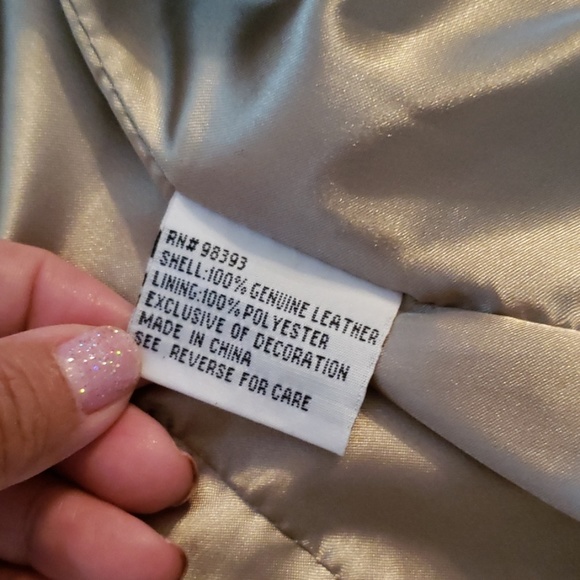 RN# 98393
SHELL:100% GENUINE LEATHER
LINING:100% POLYESTER
EXCLUSIVE OF DECORATION
MADE IN CHINA
SEE REVERSE FOR CARE